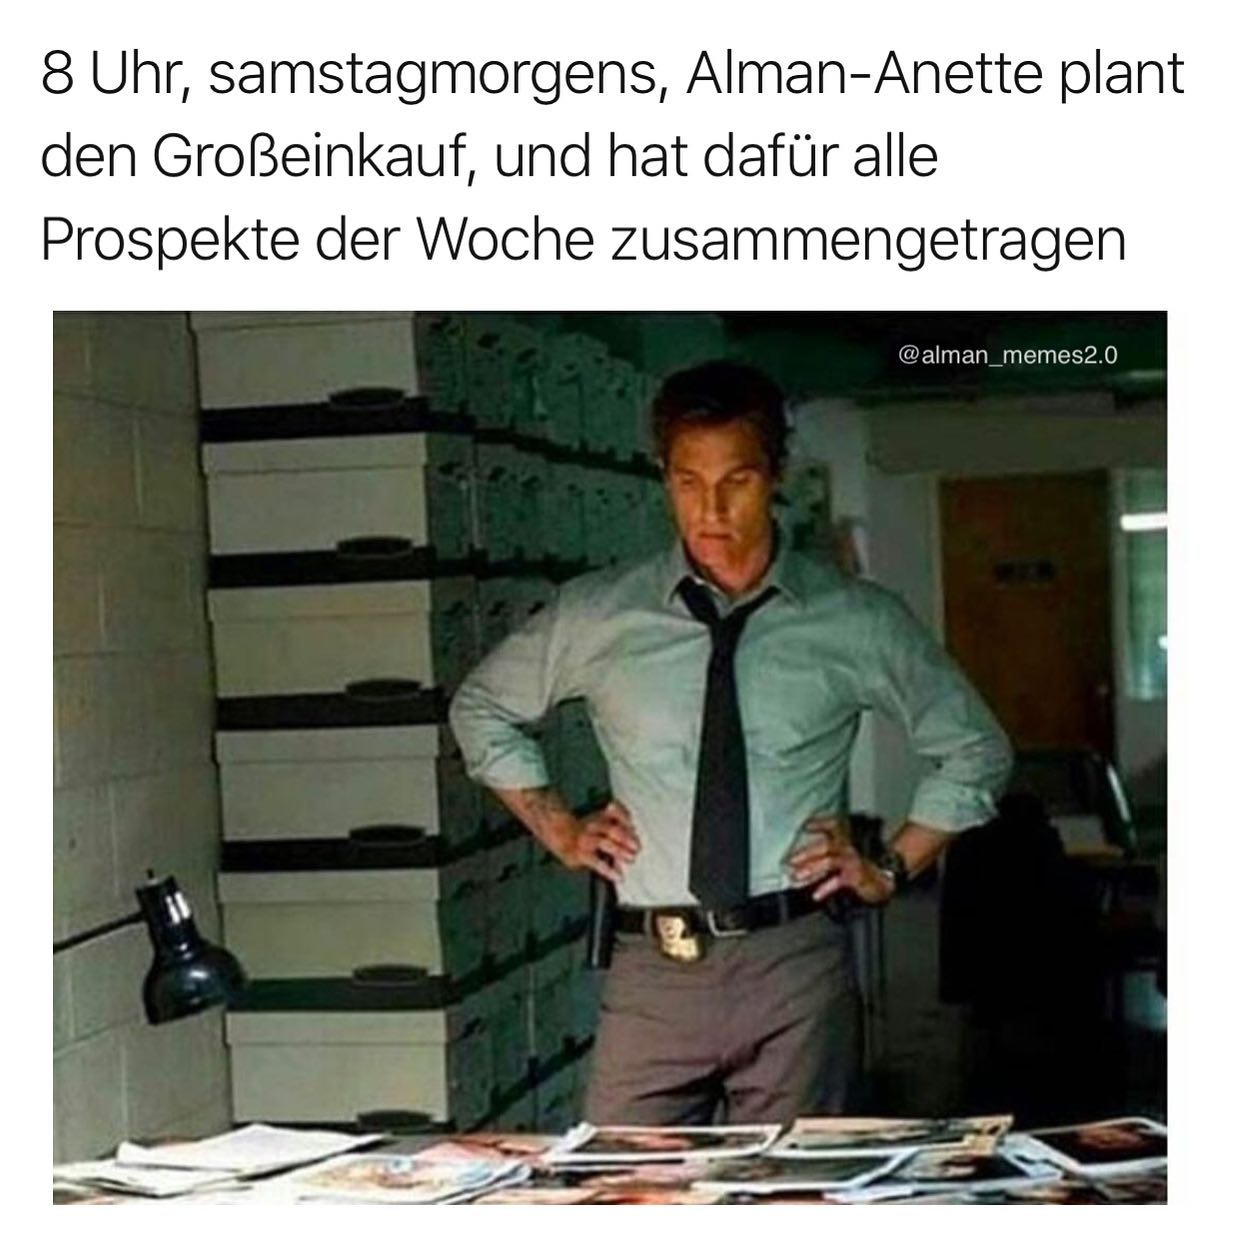 8 Uhr, samstagmorgens, Alman-Anette plant
den Großeinkauf, und hat dafür alle
Prospekte der Woche zusammengetragen
@alman_memes2.0